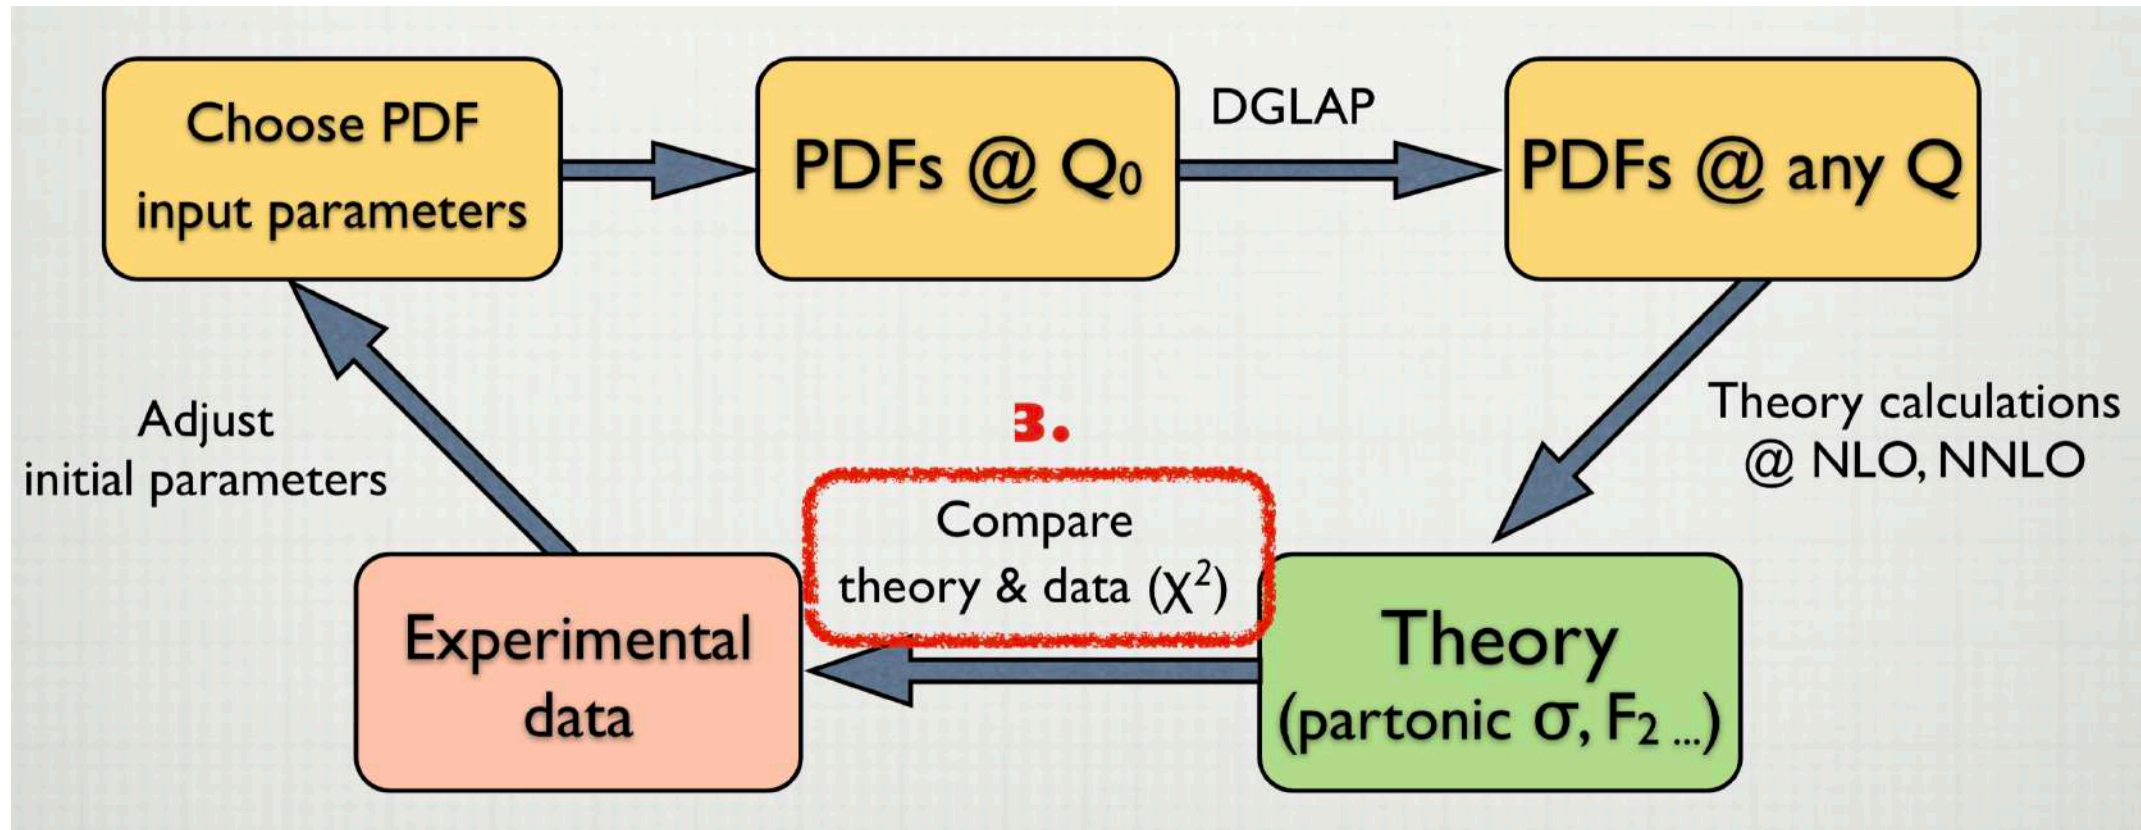 Choose PDF
input parameters
PDFs @ Q₀
DGLAP
PDFs @ any Q
Theory calculations
@ NLO, NNLO
Adjust
initial parameters
3.
Compare
theory & data (χ²)
Experimental
data
Theory
(partonic σ, F₂ ...)